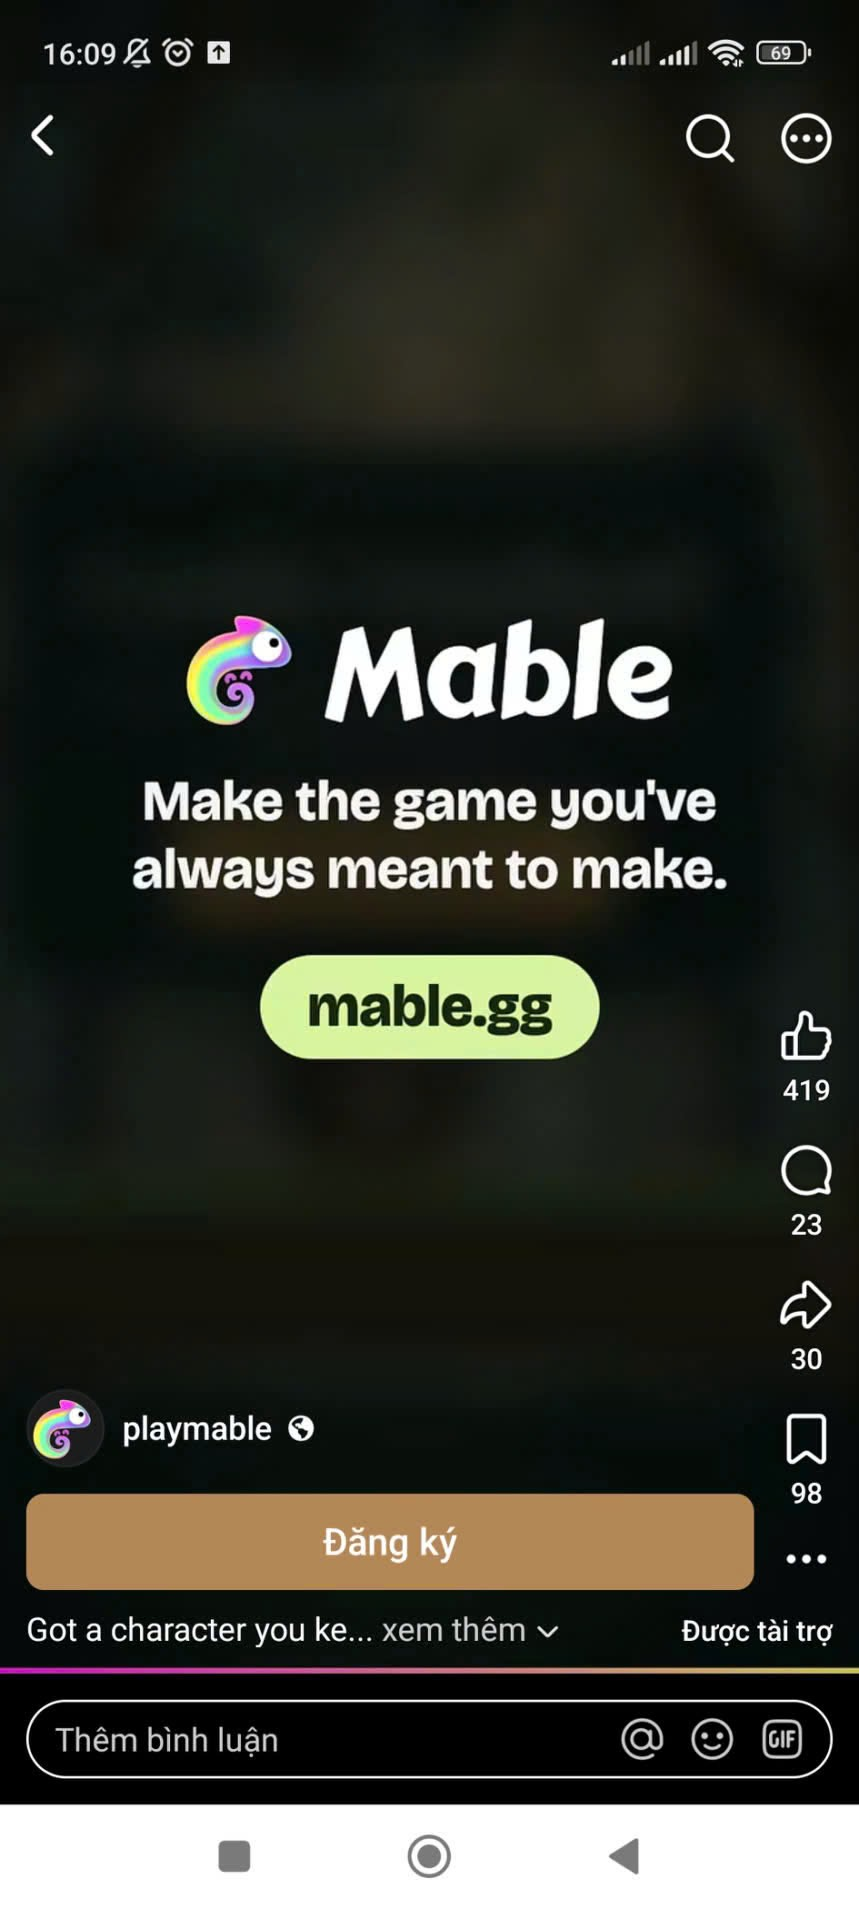 16:09
69
Mable
Make the game you've
always meant to make.
mable.gg
419
23
30
playmable
98
Đăng ký
Got a character you ke... xem thêm
Được tài trợ
Thêm bình luận
GIF